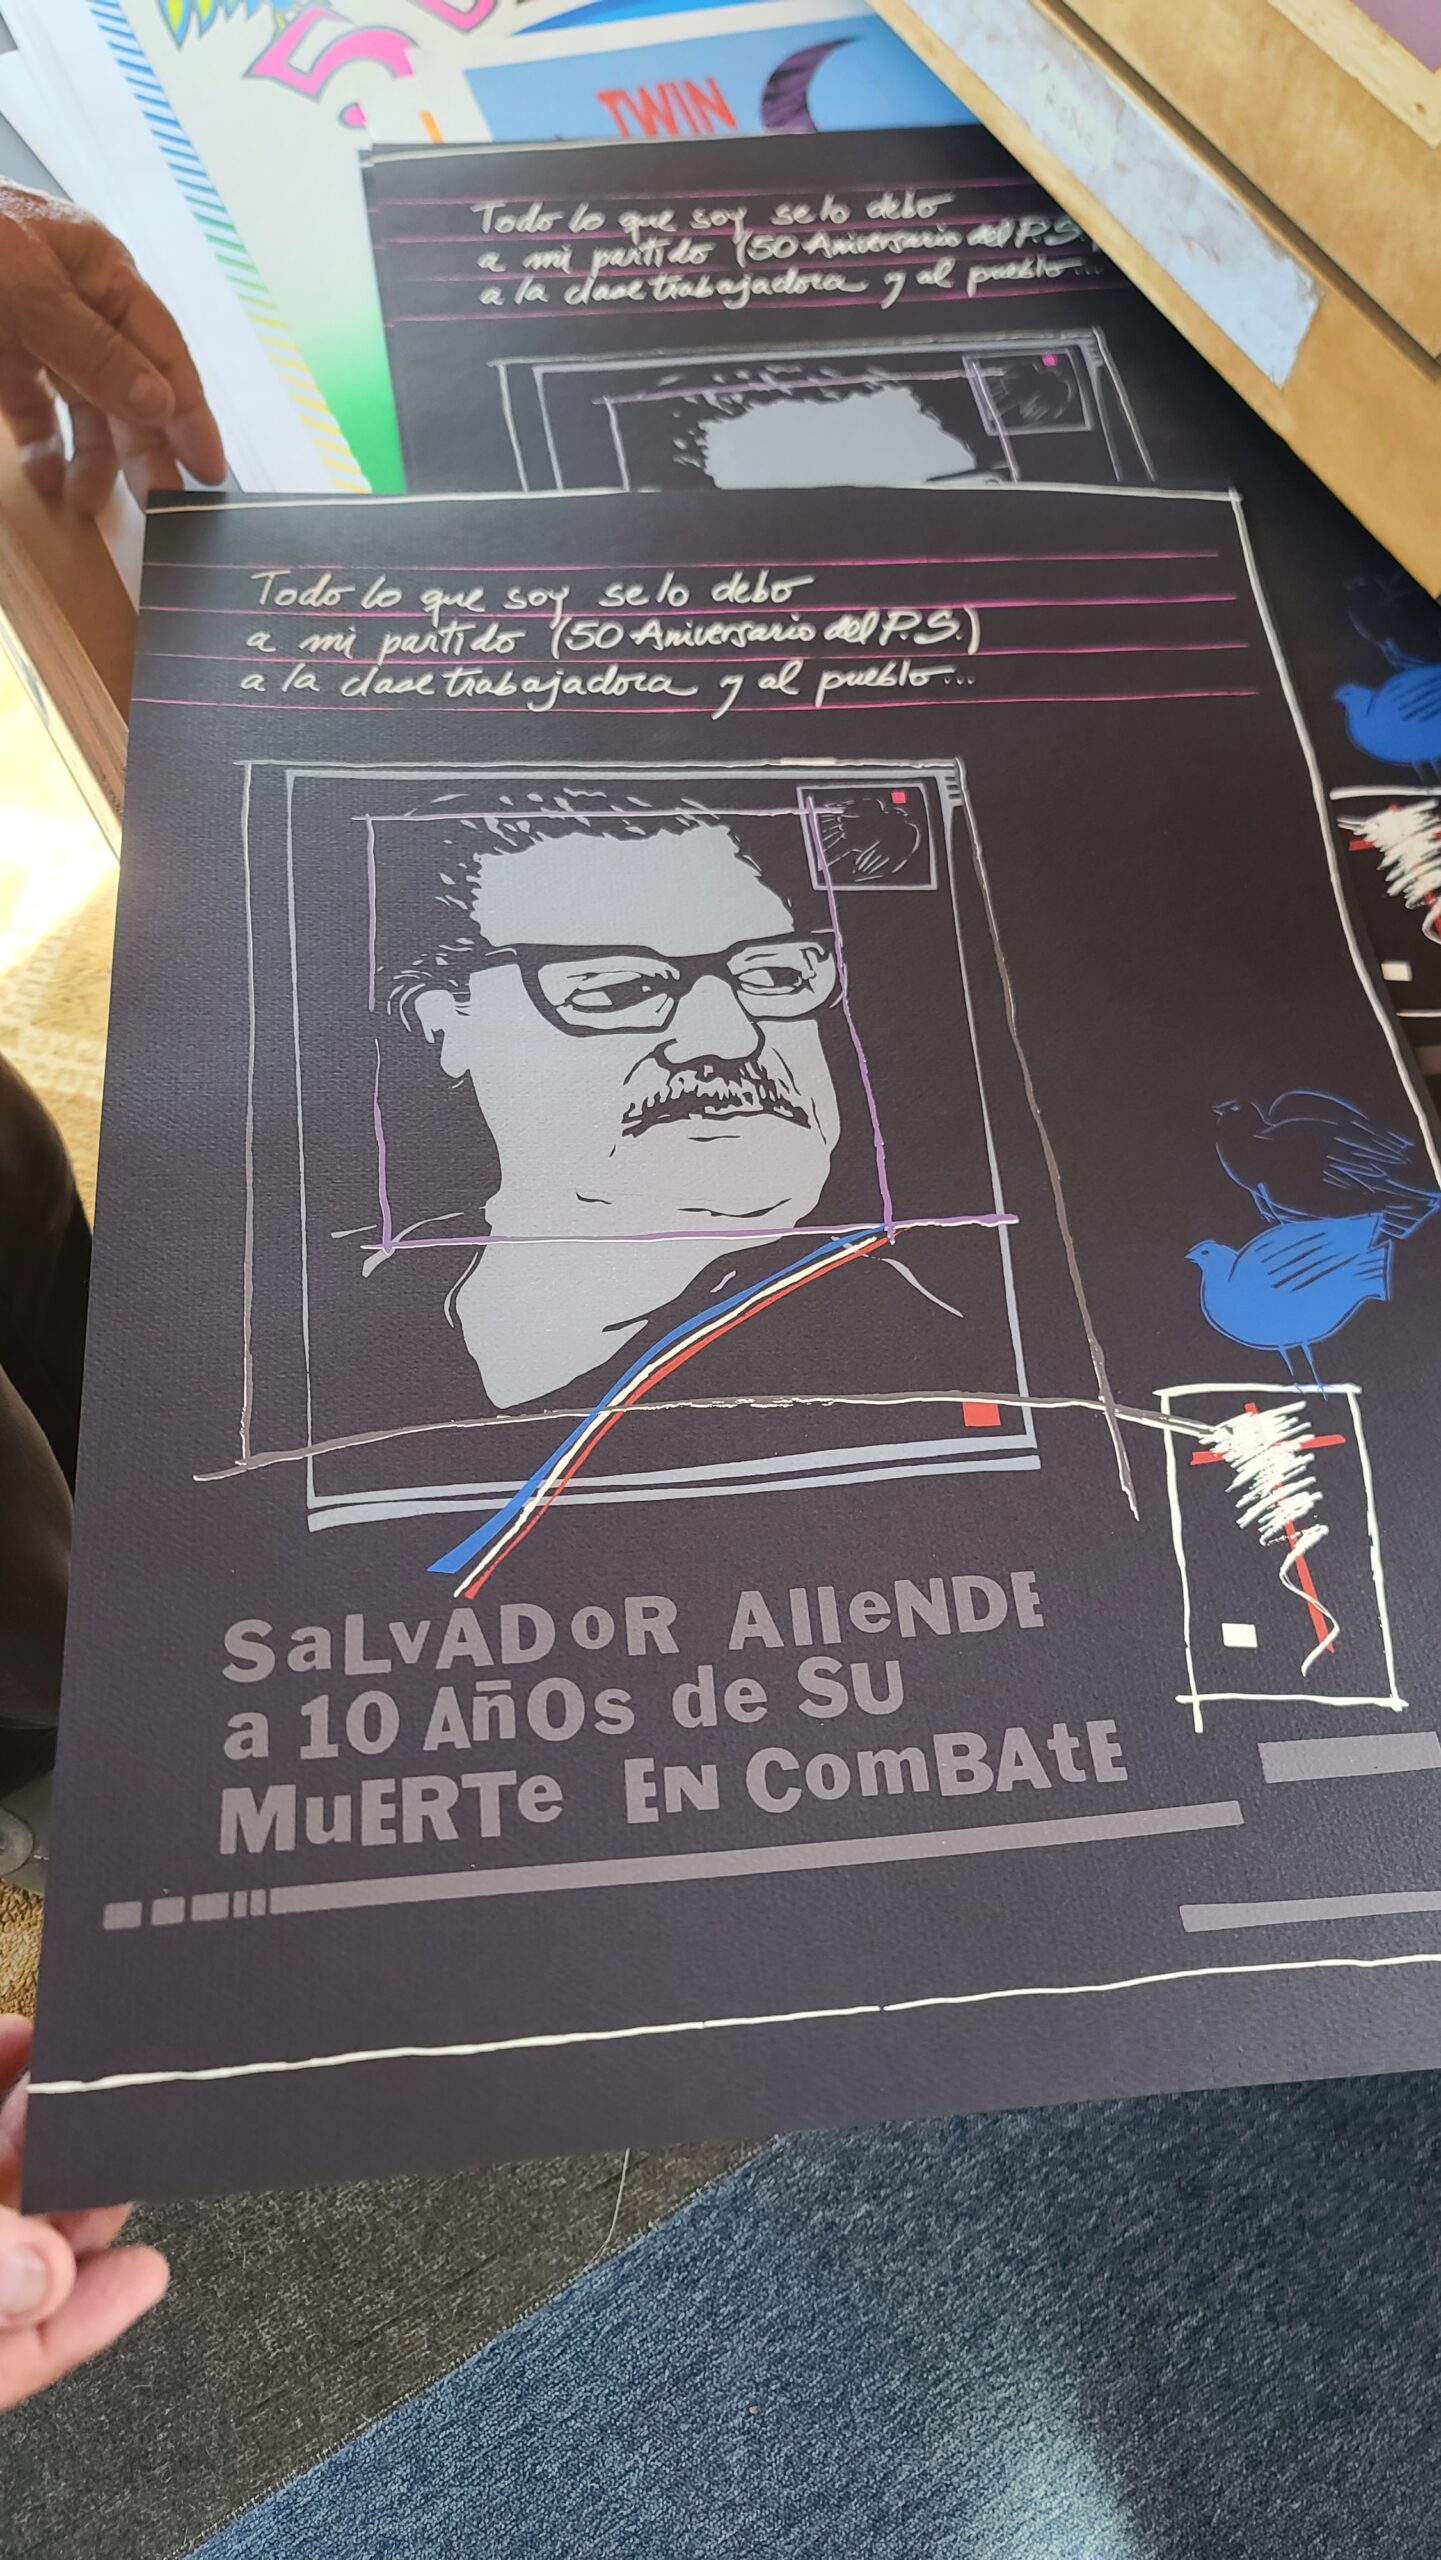 50
TWIN
Todo lo que soy se lo debo
a mi partido (50 Aniversario del P.S.)
a la clase trabajadora y al pueblo...
Todo lo que soy se lo debo
a mi partido (50 Aniversario del P.S.)
a la clase trabajadora y al pueblo...
SaLvADoR AlleNDE
a 10 AñOs de SU
MuERTe EN ComBAtE